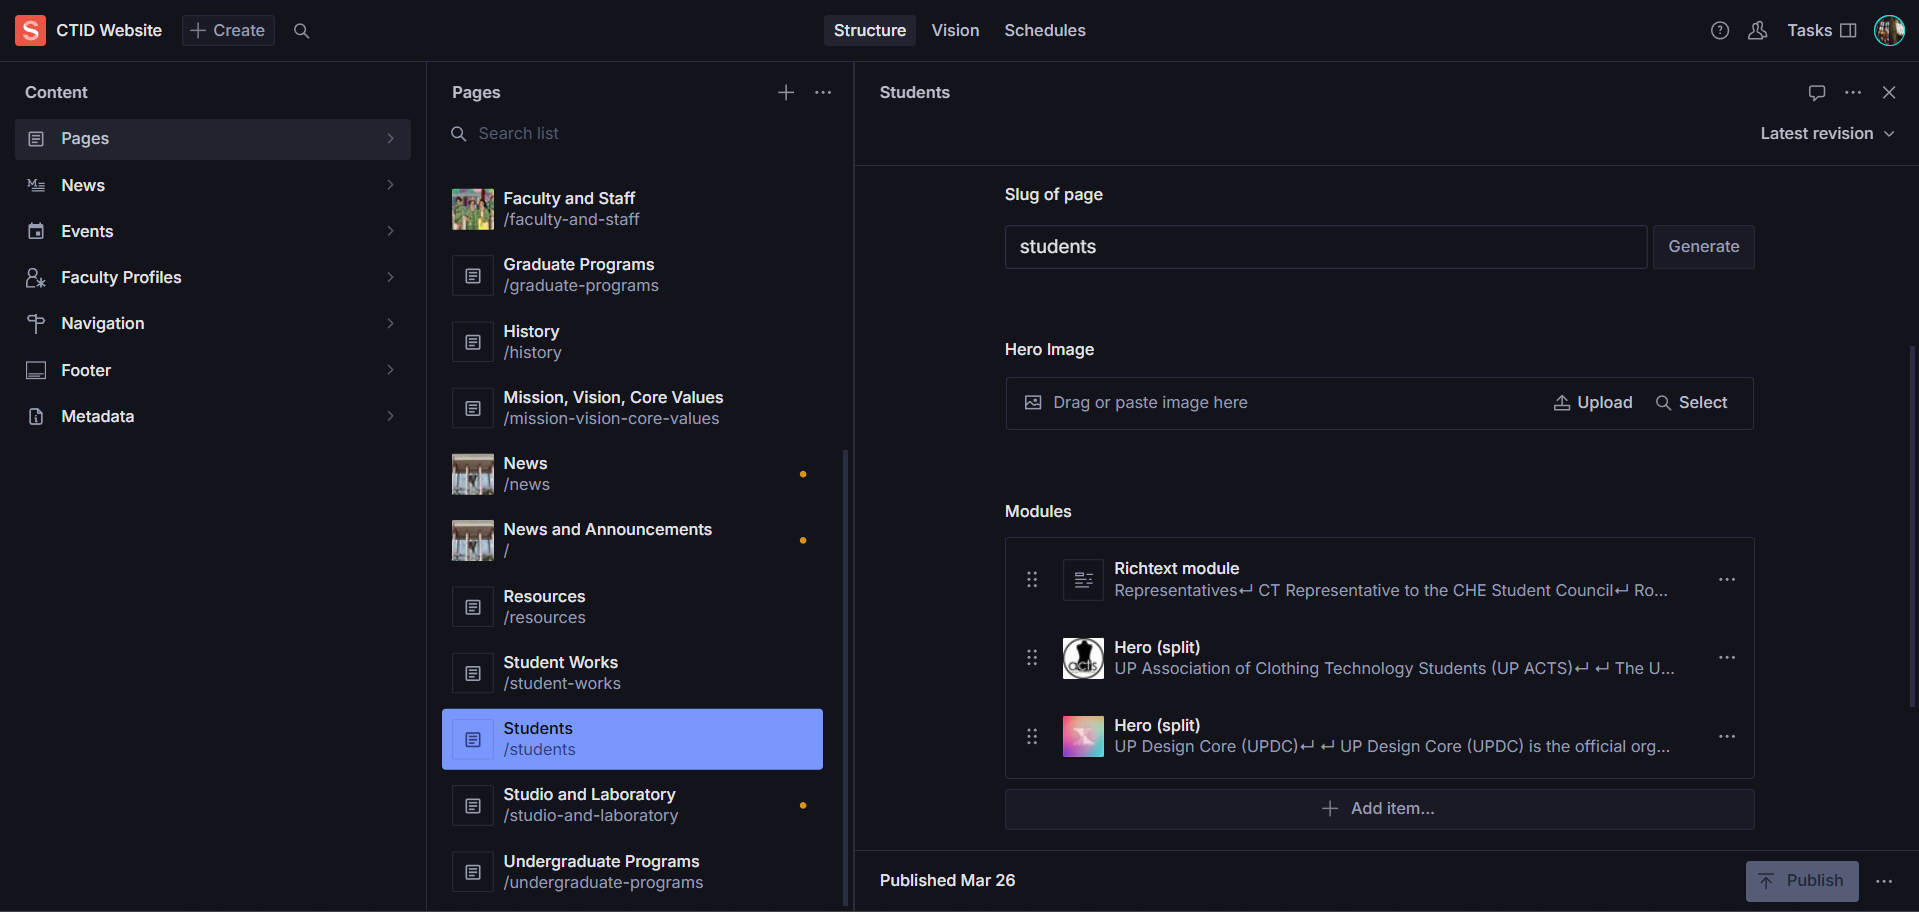 S CTID Website
Create
Structure
Vision
Schedules
Tasks
Content
Pages
News
Events
Faculty Profiles
Navigation
Footer
Metadata
Pages
Search list
Faculty and Staff
/faculty-and-staff
Graduate Programs
/graduate-programs
History
/history
Mission, Vision, Core Values
/mission-vision-core-values
News
/news
News and Announcements
/
Resources
/resources
Student Works
/student-works
Students
/students
Studio and Laboratory
/studio-and-laboratory
Undergraduate Programs
/undergraduate-programs
Students
Latest revision
Slug of page
students
Generate
Hero Image
Drag or paste image here
Upload
Select
Modules
Richtext module
Representatives↵ CT Representative to the CHE Student Council↵ Ro...
acts
Hero (split)
UP Association of Clothing Technology Students (UP ACTS)↵ ↵ The U...
Hero (split)
UP Design Core (UPDC)↵ ↵ UP Design Core (UPDC) is the official org...
Add item...
Published Mar 26
Publish